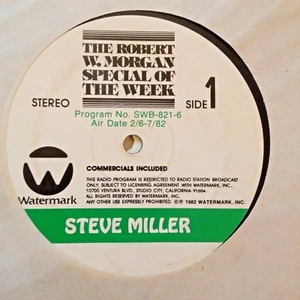 THE ROBERT
W. MORGAN
SPECIAL OF
THE WEEK
STEREO
SIDE 1
Program No. SWB-821-6
Air Date 2/6-7/82
COMMERCIALS INCLUDED
THIS RADIO PROGRAM IS RESTRICTED TO RADIO STATION BROADCAST
ONLY, SUBJECT TO LICENSING AGREEMENT WITH WATERMARK, INC.,
10700 VENTURA BLVD., STUDIO CITY, CALIFORNIA 91604.
ALL RIGHTS RESERVED BY WATERMARK, INC.
ANY OTHER USE EXPRESSLY PROHIBITED. ©℗ 1982 WATERMARK, INC.
Watermark
STEVE MILLER